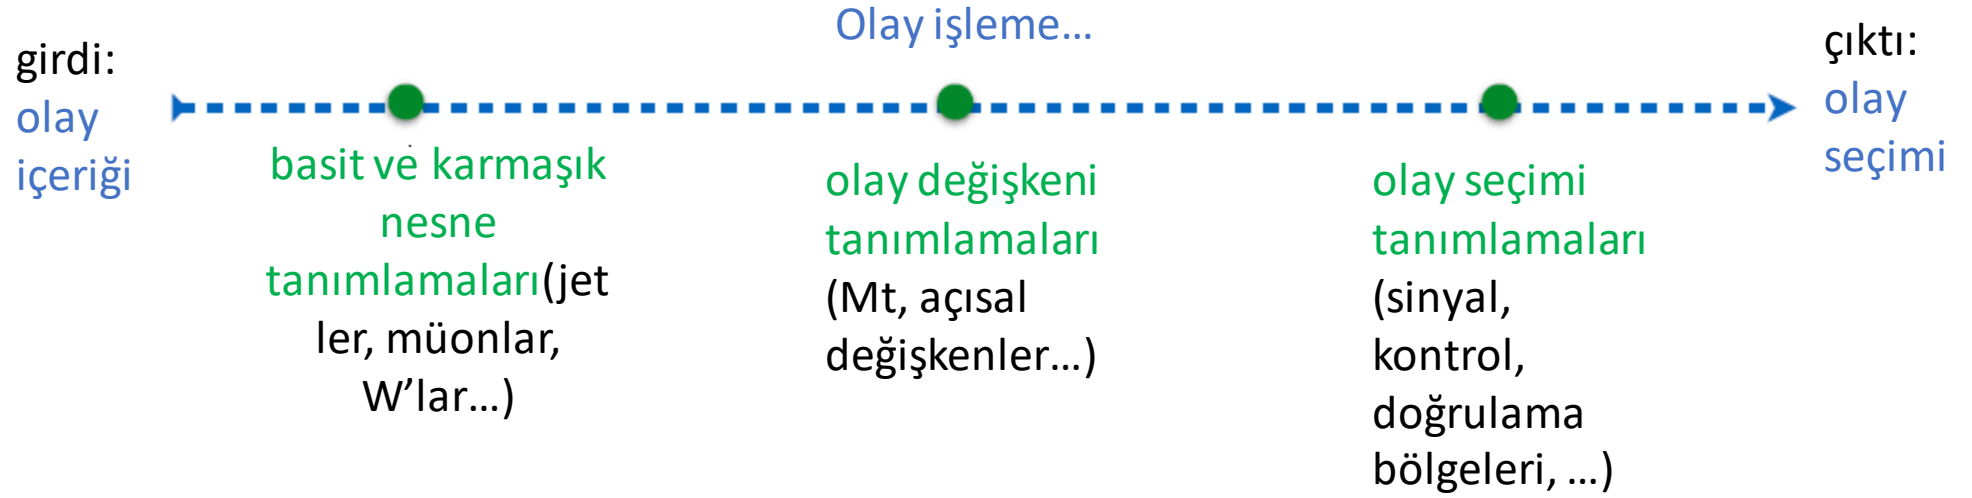 Olay işleme…
girdi:
olay
içeriği
basit ve karmaşık
nesne
tanımlamaları(jet
ler, müonlar,
W’lar…)
olay değişkeni
tanımlamaları
(Mt, açısal
değişkenler…)
olay seçimi
tanımlamaları
(sinyal,
kontrol,
doğrulama
bölgeleri, …)
çıktı:
olay
seçimi